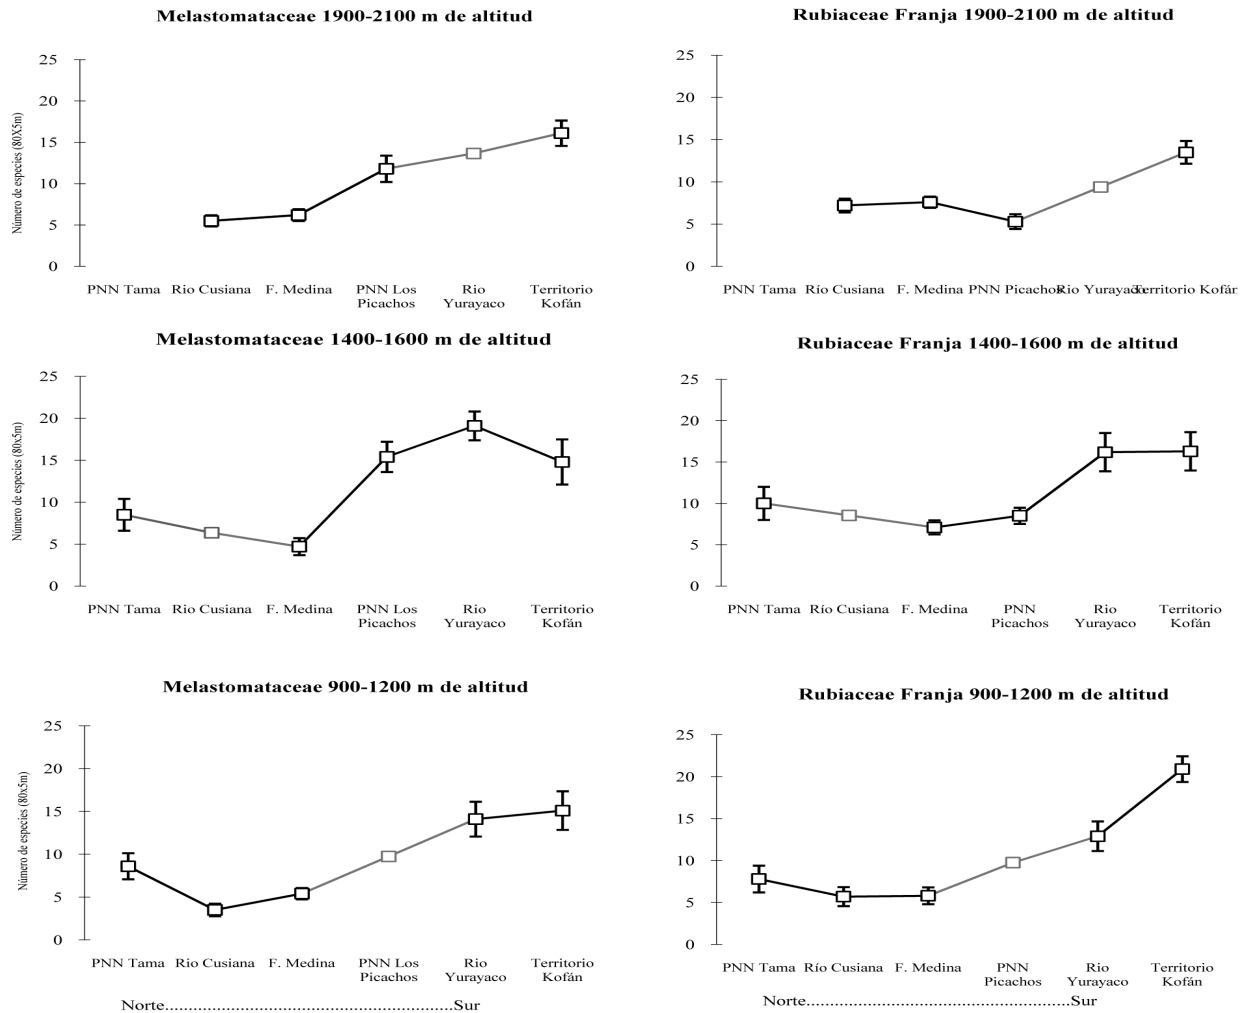 Melastomataceae 1900-2100 m de altitud
Número de especies (80X5m)
25
20
15
10
5
0
PNN Tama Rio Cusiana F. Medina PNN Los Picachos Rio Yurayaco Territorio Kofán
Rubiaceae Franja 1900-2100 m de altitud
25
20
15
10
5
0
PNN Tama Río Cusiana F. Medina PNN Picachos Rio Yurayaco Territorio Kofán
Melastomataceae 1400-1600 m de altitud
Número de especies (80x5m)
25
20
15
10
5
0
PNN Tama Rio Cusiana F. Medina PNN Los Picachos Rio Yurayaco Territorio Kofán
Rubiaceae Franja 1400-1600 m de altitud
25
20
15
10
5
0
PNN Tama Río Cusiana F. Medina PNN Picachos Rio Yurayaco Territorio Kofán
Melastomataceae 900-1200 m de altitud
Número de especies (80x5m)
25
20
15
10
5
0
PNN Tama Rio Cusiana F. Medina PNN Los Picachos Rio Yurayaco Territorio Kofán
Norte.............................................................Sur
Rubiaceae Franja 900-1200 m de altitud
25
20
15
10
5
0
PNN Tama Río Cusiana F. Medina PNN Picachos Rio Yurayaco Territorio Kofán
Norte........................................................Sur